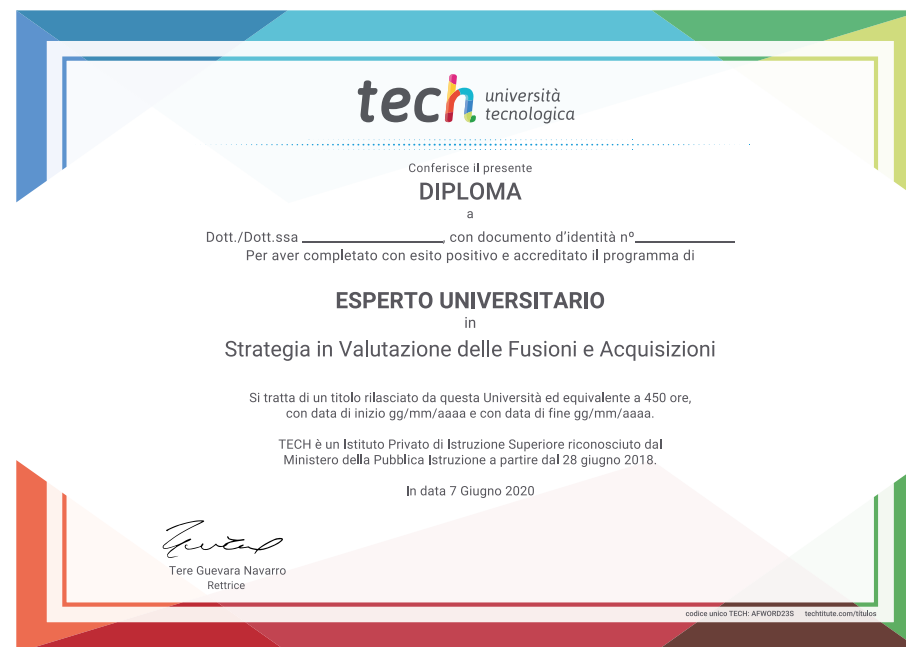 tech università
tecnologica
Conferisce il presente
DIPLOMA
a
Dott./Dott.ssa ________________, con documento d'identità nº____________
Per aver completato con esito positivo e accreditato il programma di
ESPERTO UNIVERSITARIO
in
Strategia in Valutazione delle Fusioni e Acquisizioni
Si tratta di un titolo rilasciato da questa Università ed equivalente a 450 ore,
con data di inizio gg/mm/aaaa e con data di fine gg/mm/aaaa.
TECH è un Istituto Privato di Istruzione Superiore riconosciuto dal
Ministero della Pubblica Istruzione a partire dal 28 giugno 2018.
In data 7 Giugno 2020
Tere Guevara Navarro
Rettrice
codice unico TECH: AFWORD23S techtitute.com/titulos